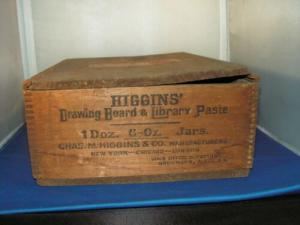 HIGGINS'
Drawing Board & Library Paste
1 Doz. 6-Oz. Jars.
CHAS. M. HIGGINS & CO. MANUFACTURERS
NEW YORK—CHICAGO—LONDON